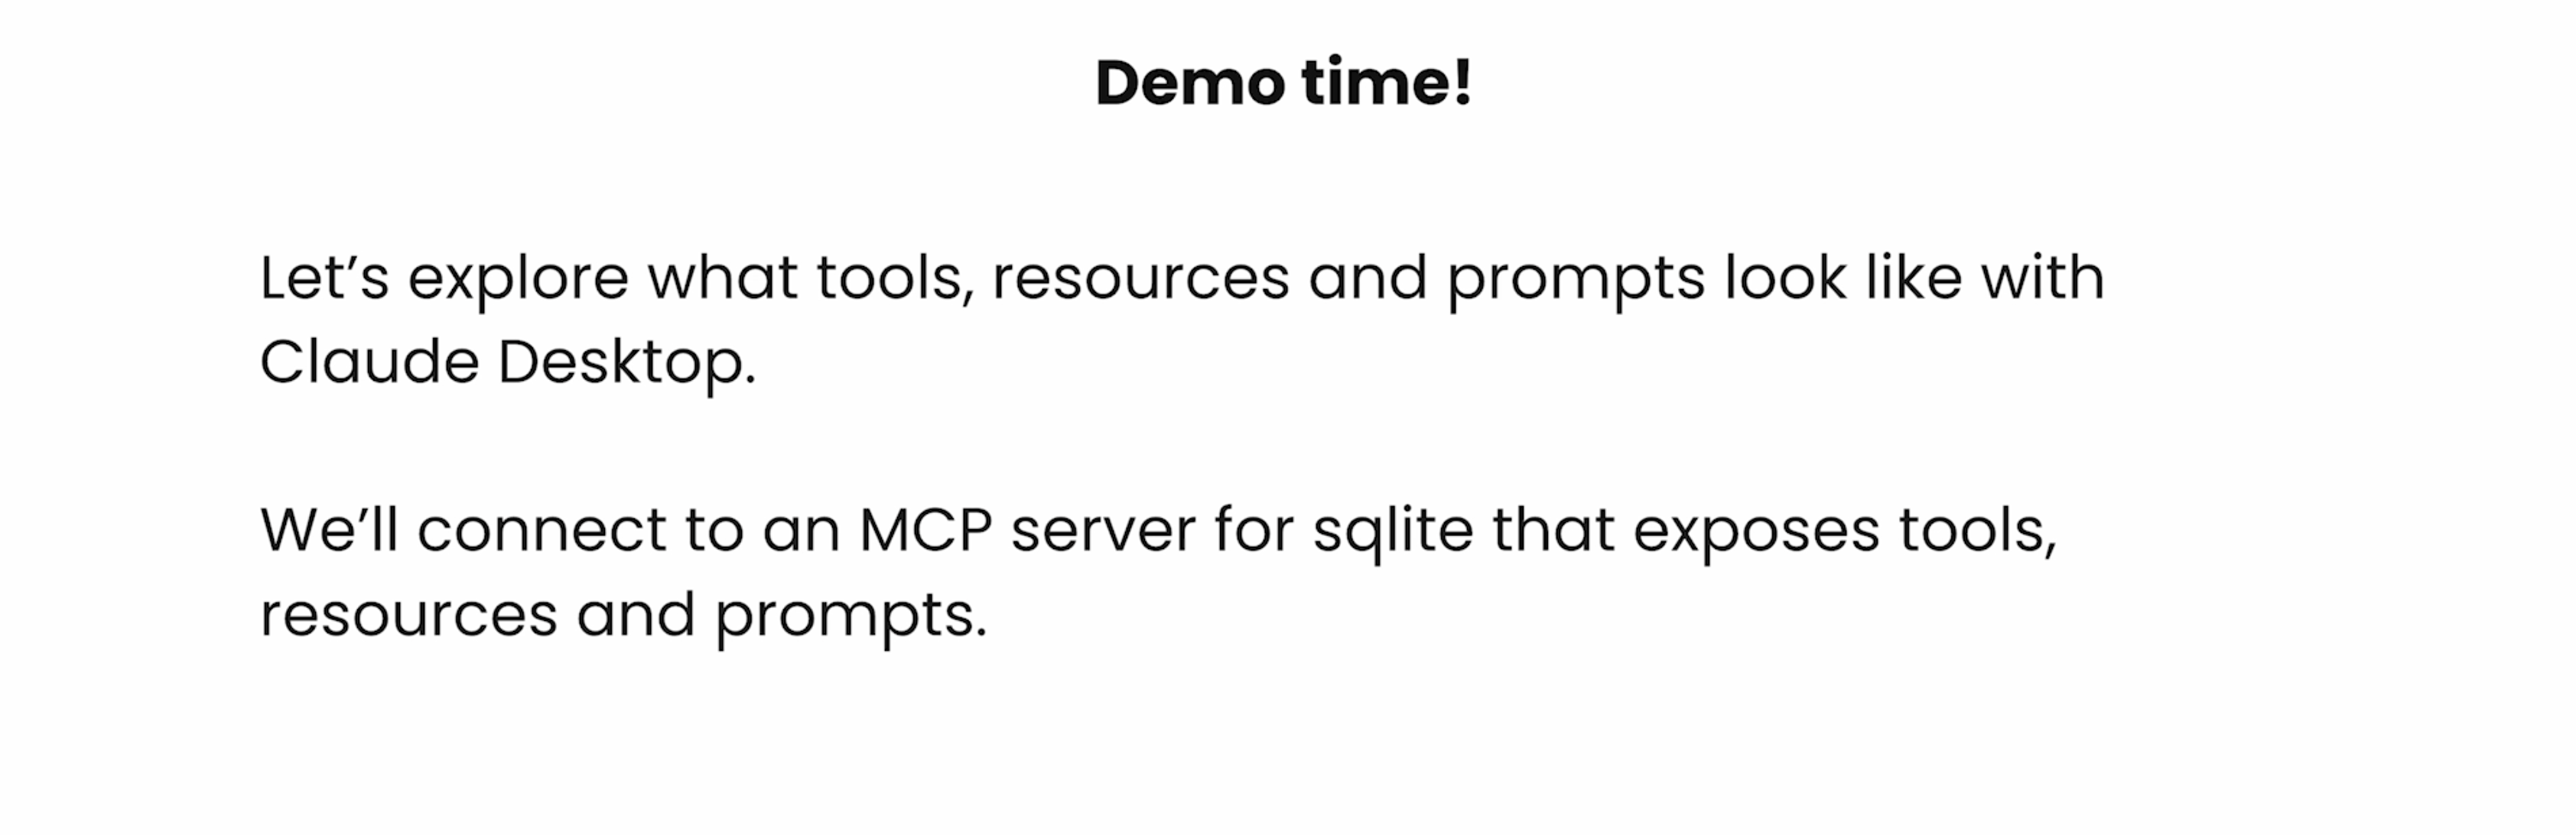 Demo time!
Let’s explore what tools, resources and prompts look like with
Claude Desktop.
We’ll connect to an MCP server for sqlite that exposes tools,
resources and prompts.